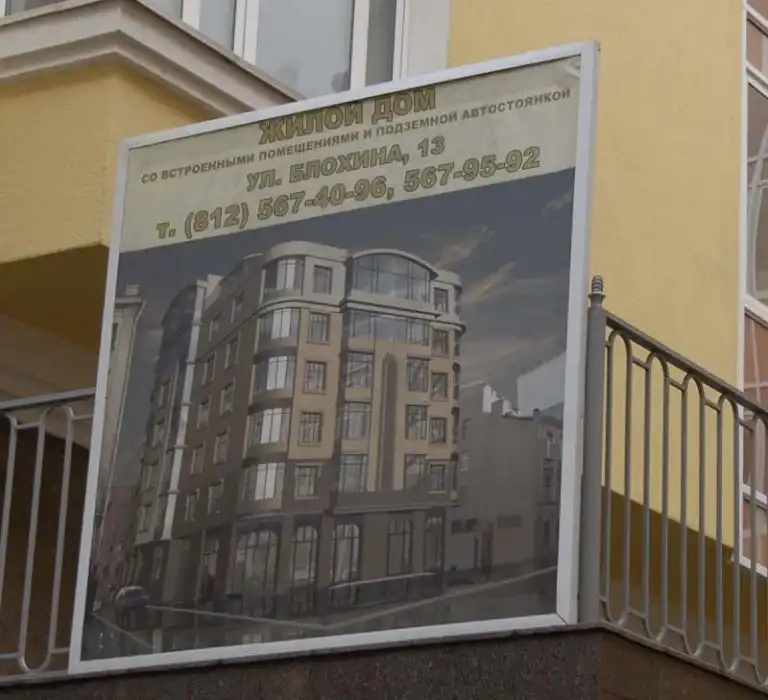 ЖИЛОЙ ДОМ
СО ВСТРОЕННЫМИ ПОМЕЩЕНИЯМИ И ПОДЗЕМНОЙ АВТОСТОЯНКОЙ
УЛ. БЛОХИНА, 13
Т. (812) 567-40-96, 567-95-92